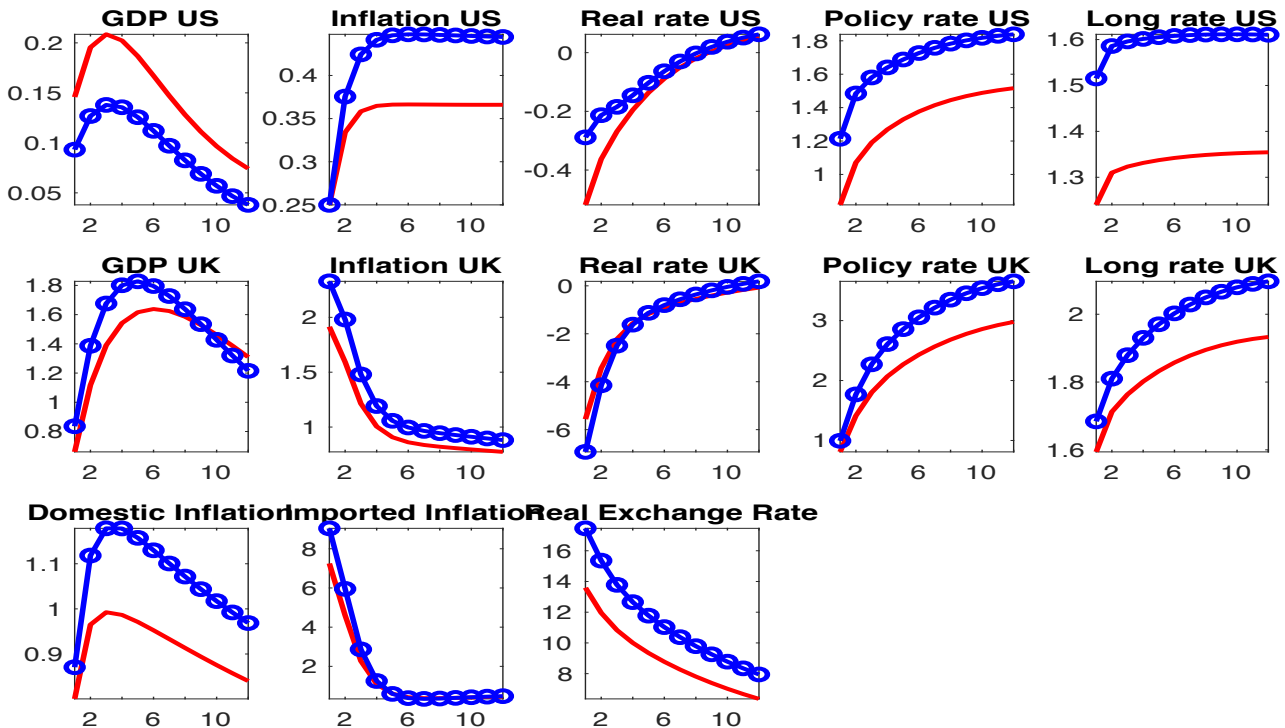 GDP US Inflation US Real rate US Policy rate US Long rate US
0.2 0.15 0.1 0.05 2 6 10
0.4 0.35 0.3 0.25 2 6 10
0 -0.2 -0.4 2 6 10
1.8 1.6 1.4 1.2 1 2 6 10
1.6 1.5 1.4 1.3 2 6 10
GDP UK Inflation UK Real rate UK Policy rate UK Long rate UK
1.8 1.6 1.4 1.2 1 0.8 2 6 10
2 1.5 1 2 6 10
0 -2 -4 -6 2 6 10
3 2 1 2 6 10
2 1.8 1.6 2 6 10
Domestic Inflation Imported Inflation Real Exchange Rate
1.1 1 0.9 2 6 10
8 6 4 2 2 6 10
16 14 12 10 8 2 6 10